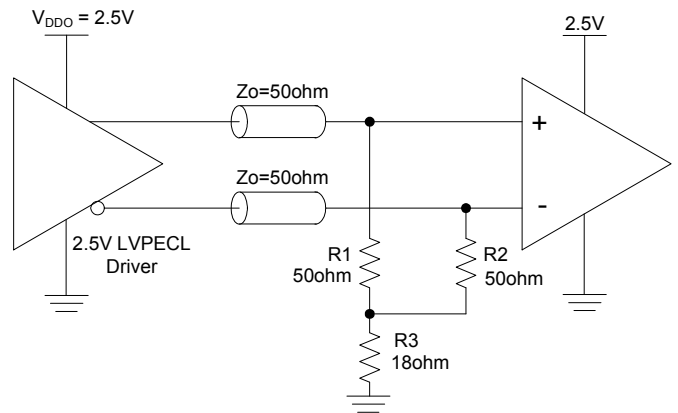 V_DDO = 2.5V
2.5V
Zo=50ohm
+
Zo=50ohm
-
2.5V LVPECL
Driver
R1
50ohm
R2
50ohm
R3
18ohm